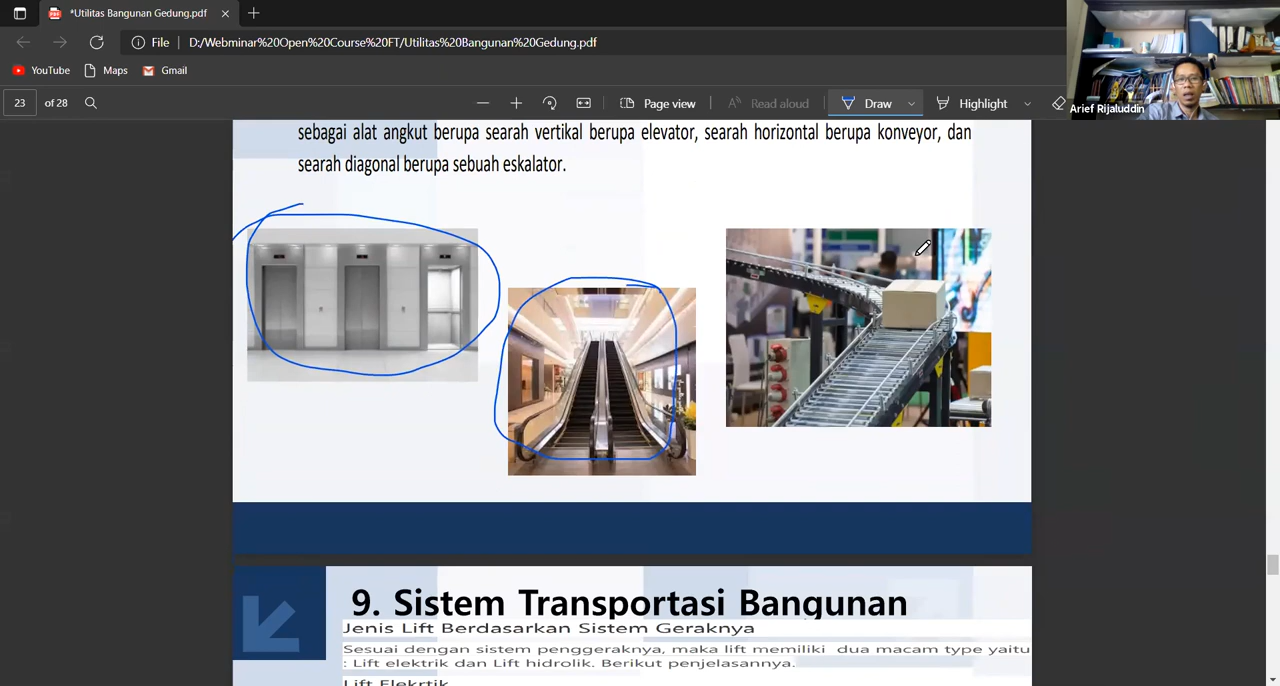 *Utilitas Bangunan Gedung.pdf
File D:/Webminar%20Open%20Course%20FT/Utilitas%20Bangunan%20Gedung.pdf
YouTube Maps Gmail
23 of 28 Page view Read aloud Draw Highlight
Arief Rijaluddin
sebagai alat angkut berupa searah vertikal berupa elevator, searah horizontal berupa konveyor, dan
searah diagonal berupa sebuah eskalator.
9. Sistem Transportasi Bangunan
Jenis Lift Berdasarkan Sistem Geraknya
Sesuai dengan sistem penggeraknya, maka lift memiliki dua macam type yaitu
: Lift elektrik dan Lift hidrolik. Berikut penjelasannya.
Lift Elekrtik